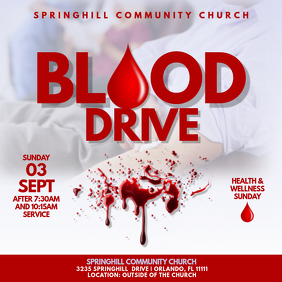 SPRINGHILL COMMUNITY CHURCH
BLOOD
DRIVE
SUNDAY
03
SEPT
AFTER 7:30AM
AND 10:15AM
SERVICE
HEALTH &
WELLNESS
SUNDAY
SPRINGHILL COMMUNITY CHURCH
3235 SPRINGHILL DRIVE | ORLANDO, FL 11111
LOCATION: OUTSIDE OF THE CHURCH